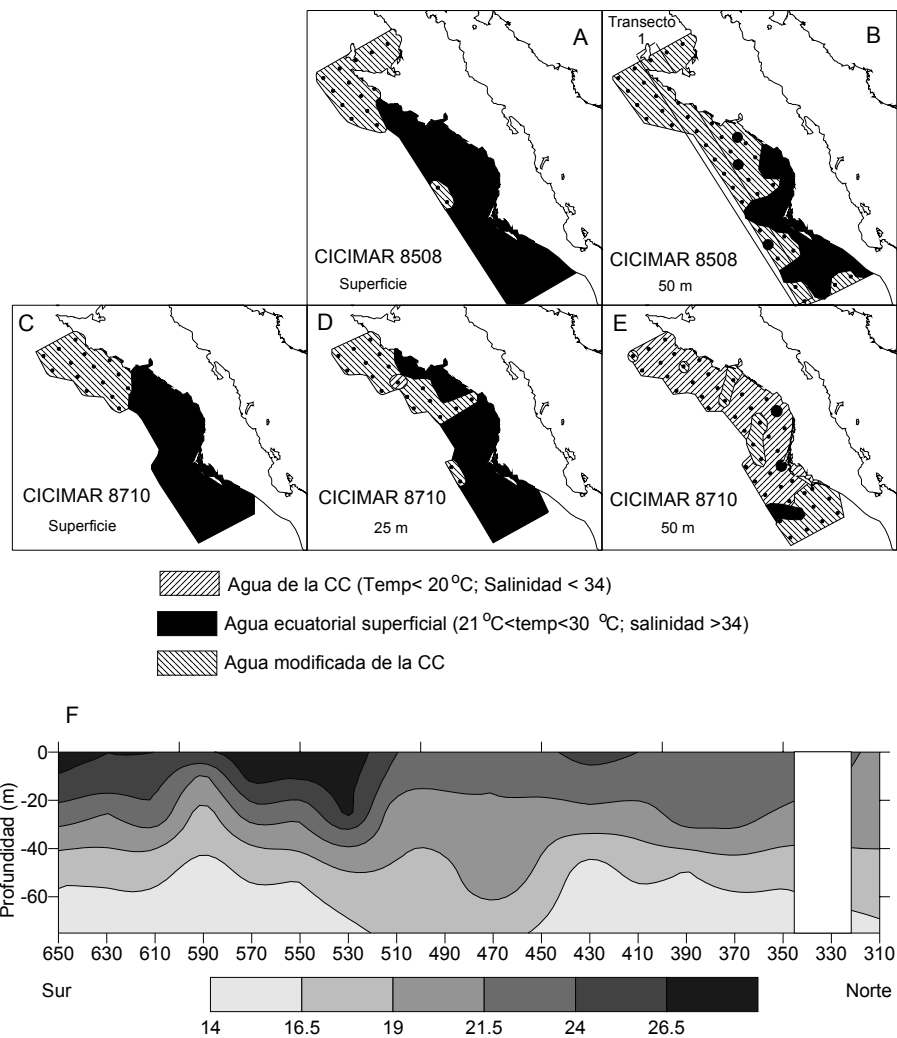 A
CICIMAR 8508
Superficie
Transecto
1
B
CICIMAR 8508
50 m
C
CICIMAR 8710
Superficie
D
CICIMAR 8710
25 m
E
CICIMAR 8710
50 m
Agua de la CC (Temp< 20 °C; Salinidad < 34)
Agua ecuatorial superficial (21 °C<temp<30 °C; salinidad >34)
Agua modificada de la CC
F
Profundidad (m)
0
-20
-40
-60
650 630 610 590 570 550 530 510 490 470 450 430 410 390 370 350 330 310
Sur
Norte
14 16.5 19 21.5 24 26.5